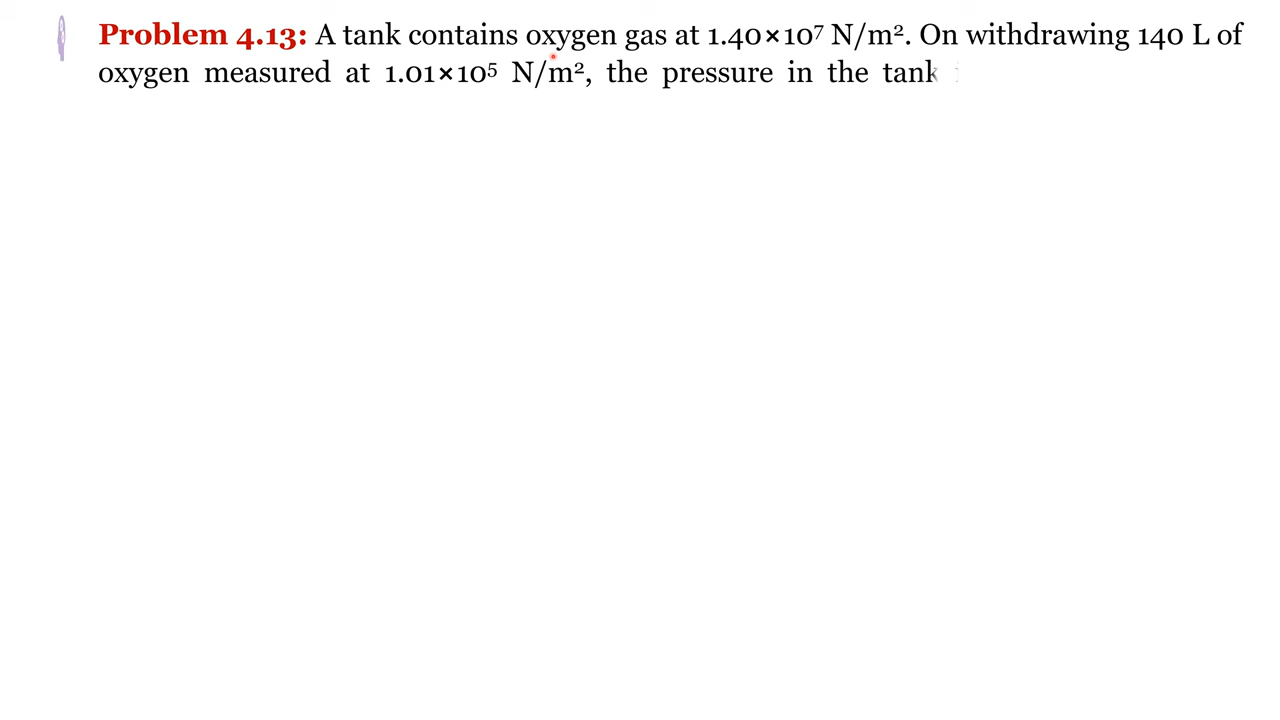 Problem 4.13: A tank contains oxygen gas at 1.40×10⁷ N/m². On withdrawing 140 L of
oxygen measured at 1.01×10⁵ N/m², the pressure in the tank